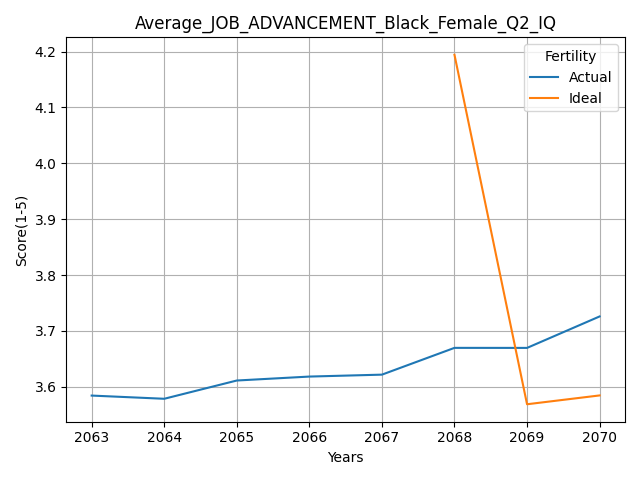 Average_JOB_ADVANCEMENT_Black_Female_Q2_IQ
Fertility
Actual
Ideal
Score(1-5)
4.2
4.1
4.0
3.9
3.8
3.7
3.6
2063 2064 2065 2066 2067 2068 2069 2070
Years